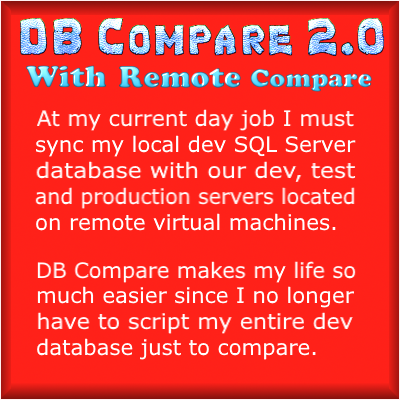 DB COMPARE 2.0
With Remote Compare
At my current day job I must
sync my local dev SQL Server
database with our dev, test
and production servers located
on remote virtual machines.
DB Compare makes my life so
much easier since I no longer
have to script my entire dev
database just to compare.